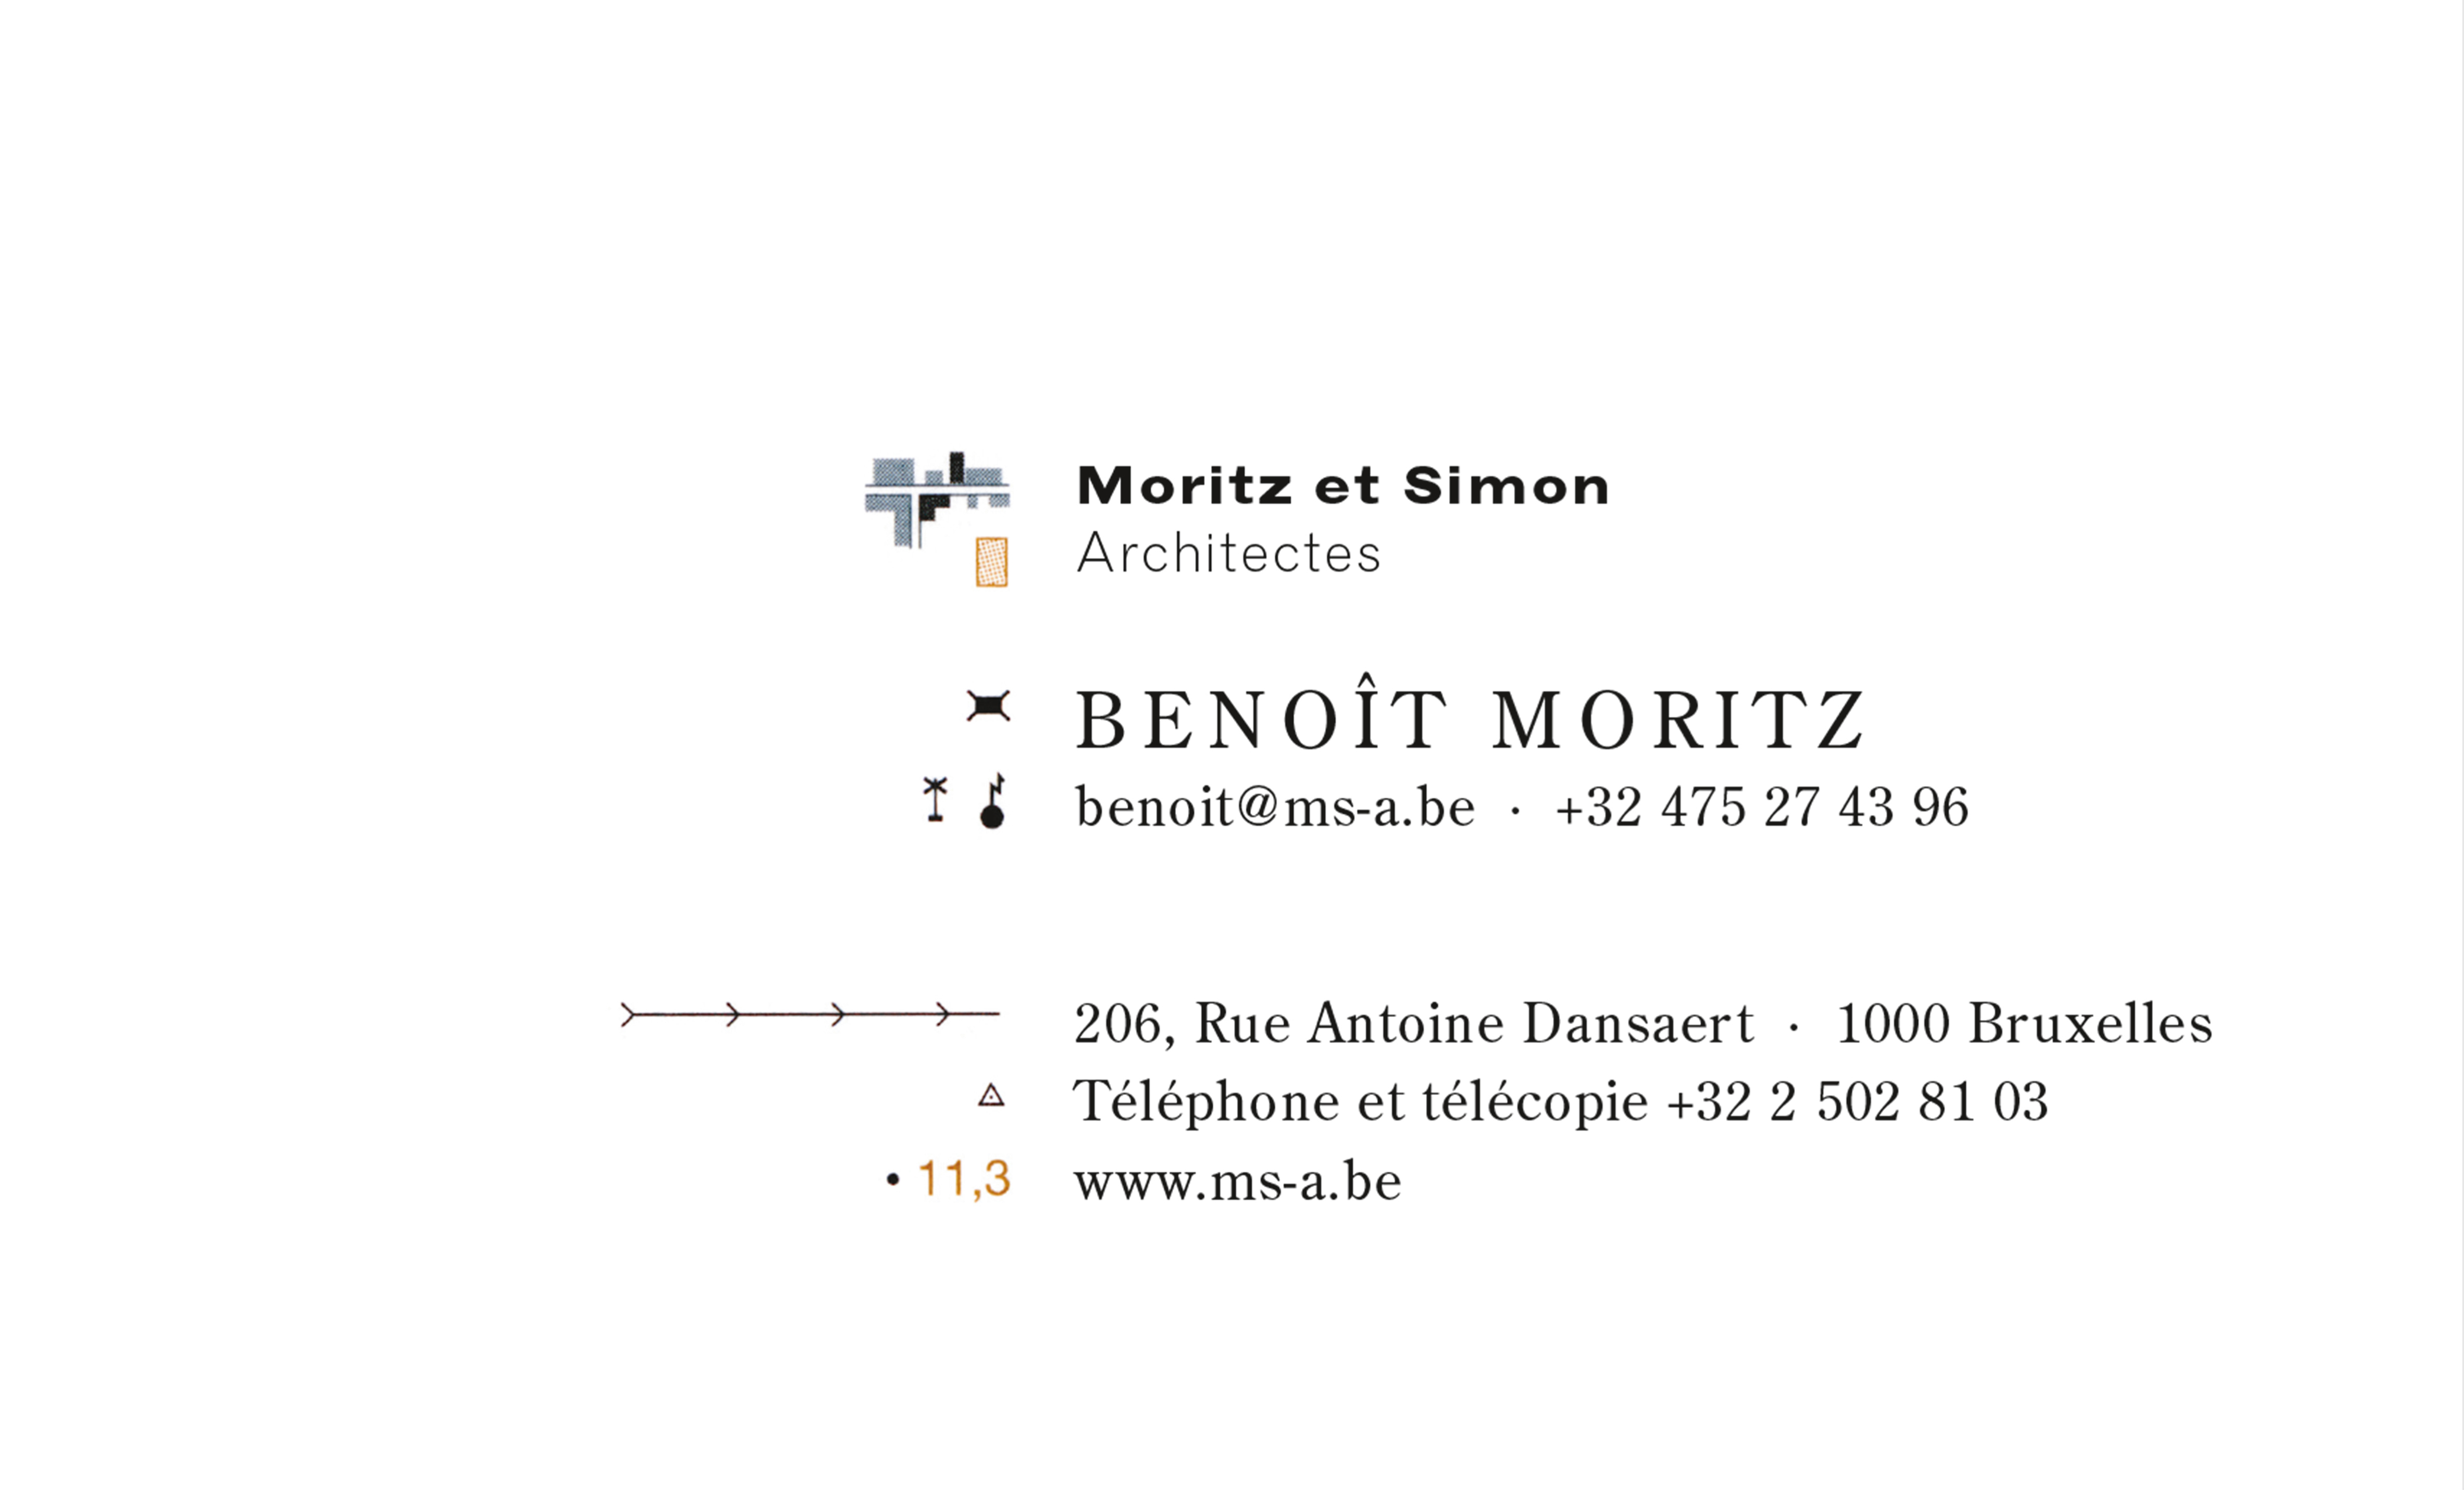 Moritz et Simon
Architectes
BENOÎT MORITZ
benoit@ms-a.be · +32 475 27 43 96
206, Rue Antoine Dansaert · 1000 Bruxelles
Téléphone et télécopie +32 2 502 81 03
• 11,3 www.ms-a.be